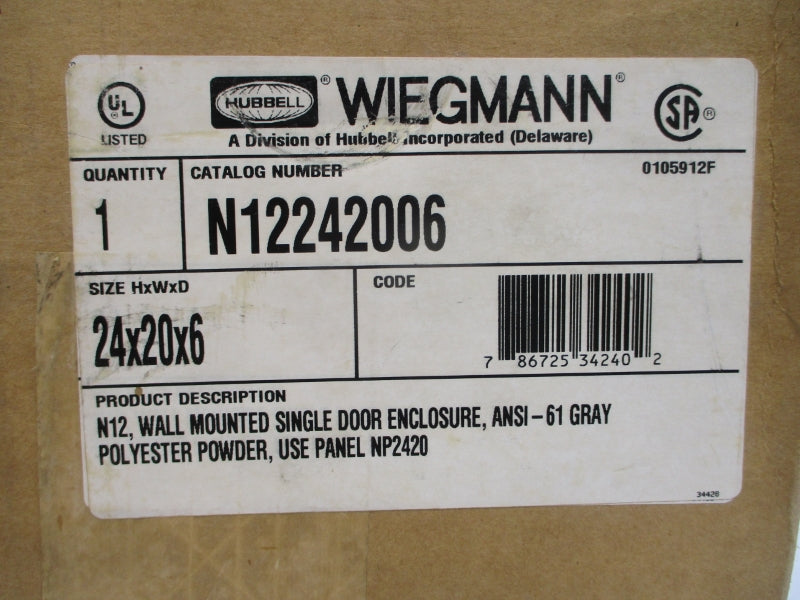 UL
®
LISTED
HUBBELL ® WIEGMANN ®
A Division of Hubbell Incorporated (Delaware)
SA ®
QUANTITY
1
CATALOG NUMBER
0105912F
N12242006
SIZE HxWxD
24x20x6
CODE
7 86725 34240 2
PRODUCT DESCRIPTION
N12, WALL MOUNTED SINGLE DOOR ENCLOSURE, ANSI-61 GRAY
POLYESTER POWDER, USE PANEL NP2420
34428